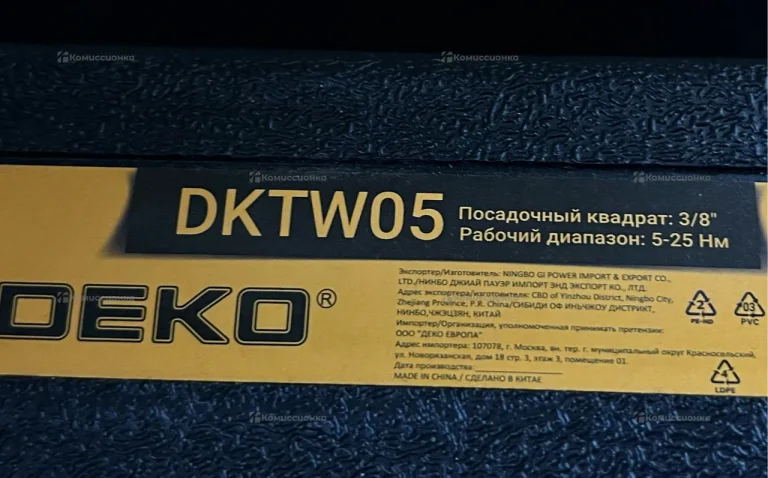 Комиссионка
Комиссионка
Комиссионка
Комиссионка
DKTW05
Посадочный квадрат: 3/8"
Рабочий диапазон: 5-25 Нм
DEKO®
Экспортер/Изготовитель: NINGBO GI POWER IMPORT & EXPORT CO.,
LTD./НИНБО ДЖИАЙ ПАУЭР ИМПОРТ ЭНД ЭКСПОРТ КО., ЛТД.
Адрес экспортера/изготовителя: CBD of Yinzhou District, Ningbo City,
Zhejiang Province, P.R. China/СИБИДИ ОФ ИНЬЧЖОУ ДИСТРИКТ,
НИНБО,ЧЖЭЦЗЯН, КИТАЙ
Импортер/Организация, уполномоченная принимать претензии:
ООО "ДЕКО ЕВРОПА"
Адрес импортера: 107078, г. Москва, вн. тер. г. муниципальный округ Красносельский,
ул. Новорязанская, дом 18 стр. 3, этаж 3, помещение 01.
Дата производства:
MADE IN CHINA / СДЕЛАНО В КИТАЕ
2
PE-HD
03
PVC
4
LDPE
Комиссионка
Комиссионка